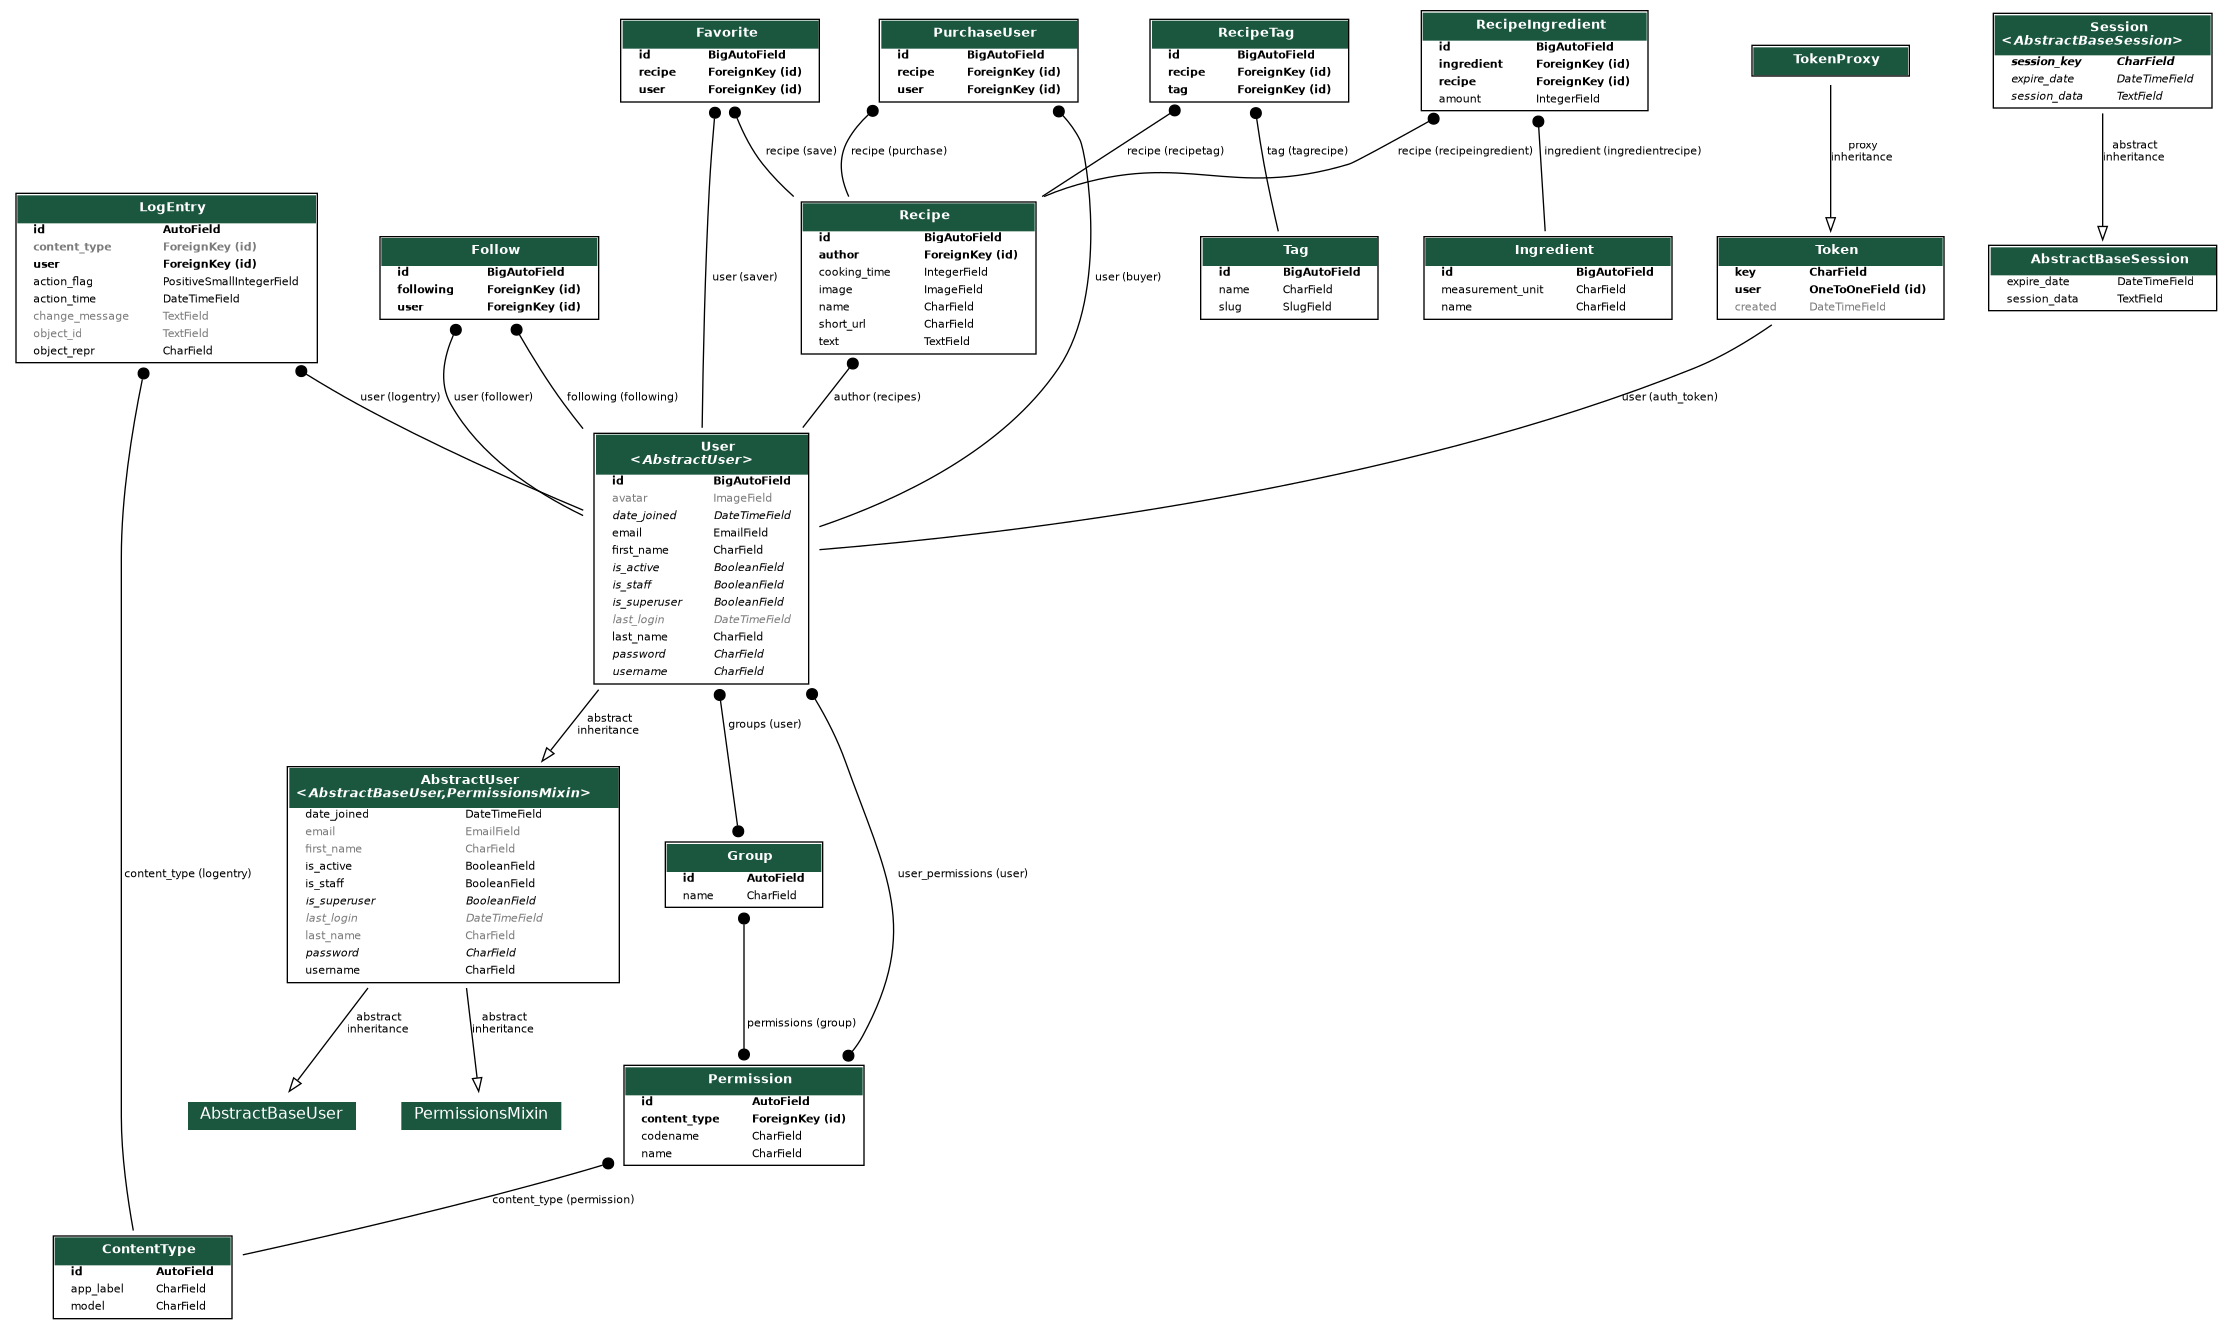 Favorite
id BigAutoField
recipe ForeignKey (id)
user ForeignKey (id)
PurchaseUser
id BigAutoField
recipe ForeignKey (id)
user ForeignKey (id)
RecipeTag
id BigAutoField
recipe ForeignKey (id)
tag ForeignKey (id)
RecipeIngredient
id BigAutoField
ingredient ForeignKey (id)
recipe ForeignKey (id)
amount IntegerField
TokenProxy
Session
<AbstractBaseSession>
session_key CharField
expire_date DateTimeField
session_data TextField
recipe (save)
recipe (purchase)
recipe (recipetag)
tag (tagrecipe)
recipe (recipeingredient)
ingredient (ingredientrecipe)
proxy
inheritance
abstract
inheritance
LogEntry
id AutoField
content_type ForeignKey (id)
user ForeignKey (id)
action_flag PositiveSmallIntegerField
action_time DateTimeField
change_message TextField
object_id TextField
object_repr CharField
Follow
id BigAutoField
following ForeignKey (id)
user ForeignKey (id)
user (saver)
Recipe
id BigAutoField
author ForeignKey (id)
cooking_time IntegerField
image ImageField
name CharField
short_url CharField
text TextField
user (buyer)
Tag
id BigAutoField
name CharField
slug SlugField
Ingredient
id BigAutoField
measurement_unit CharField
name CharField
Token
key CharField
user OneToOneField (id)
created DateTimeField
AbstractBaseSession
expire_date DateTimeField
session_data TextField
user (logentry)
user (follower)
following (following)
author (recipes)
user (auth_token)
User
<AbstractUser>
id BigAutoField
avatar ImageField
date_joined DateTimeField
email EmailField
first_name CharField
is_active BooleanField
is_staff BooleanField
is_superuser BooleanField
last_login DateTimeField
last_name CharField
password CharField
username CharField
abstract
inheritance
groups (user)
AbstractUser
<AbstractBaseUser,PermissionsMixin>
date_joined DateTimeField
email EmailField
first_name CharField
is_active BooleanField
is_staff BooleanField
is_superuser BooleanField
last_login DateTimeField
last_name CharField
password CharField
username CharField
content_type (logentry)
Group
id AutoField
name CharField
user_permissions (user)
abstract
inheritance
abstract
inheritance
permissions (group)
AbstractBaseUser
PermissionsMixin
Permission
id AutoField
content_type ForeignKey (id)
codename CharField
name CharField
content_type (permission)
ContentType
id AutoField
app_label CharField
model CharField